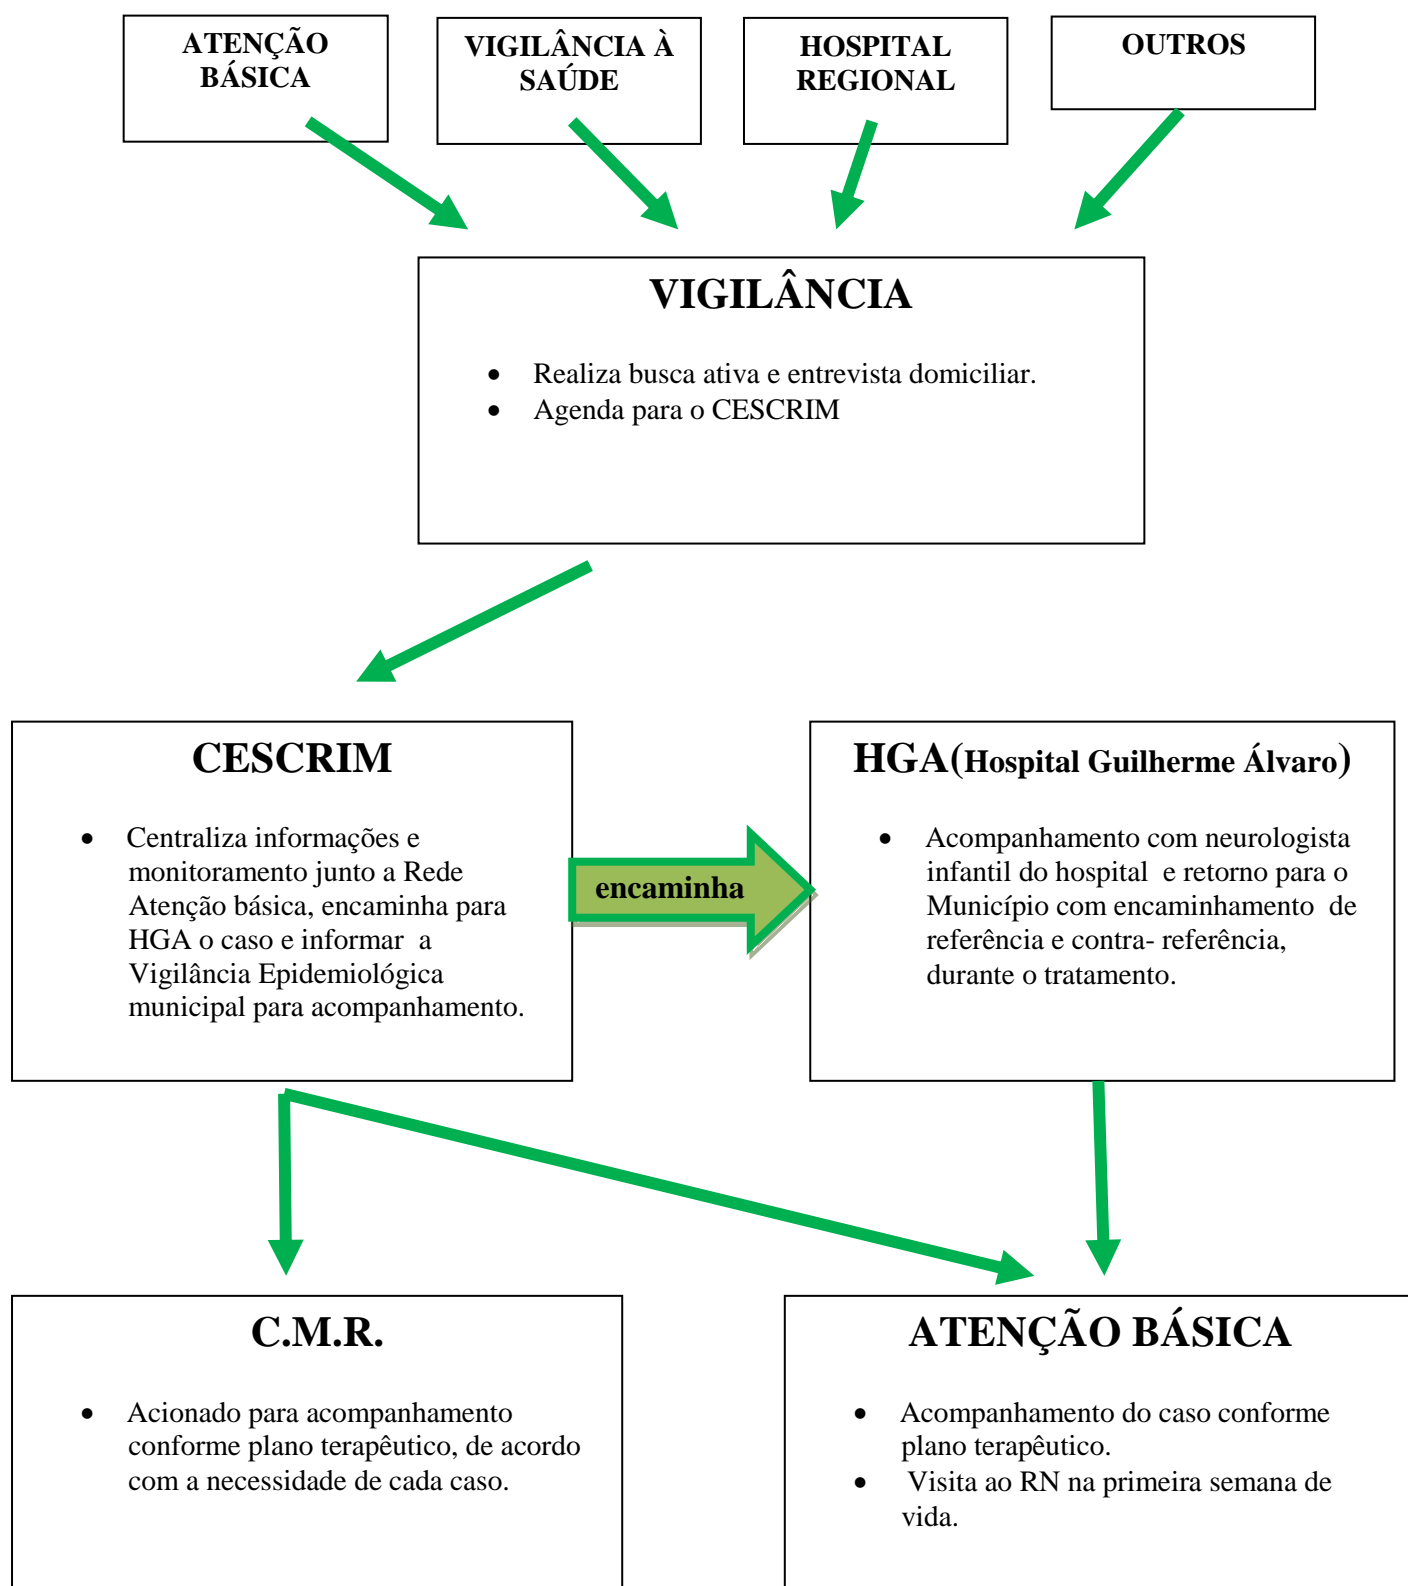 ATENÇÃO
BÁSICA
VIGILÂNCIA À
SAÚDE
HOSPITAL
REGIONAL
OUTROS
VIGILÂNCIA
• Realiza busca ativa e entrevista domiciliar.
• Agenda para o CESCRIM
CESCRIM
• Centraliza informações e
monitoramento junto a Rede
Atenção básica, encaminha para
HGA o caso e informar a
Vigilância Epidemiológica
municipal para acompanhamento.
encaminha
HGA(Hospital Guilherme Álvaro)
• Acompanhamento com neurologista
infantil do hospital e retorno para o
Município com encaminhamento de
referência e contra- referência,
durante o tratamento.
C.M.R.
• Acionado para acompanhamento
conforme plano terapêutico, de acordo
com a necessidade de cada caso.
ATENÇÃO BÁSICA
• Acompanhamento do caso conforme
plano terapêutico.
• Visita ao RN na primeira semana de
vida.